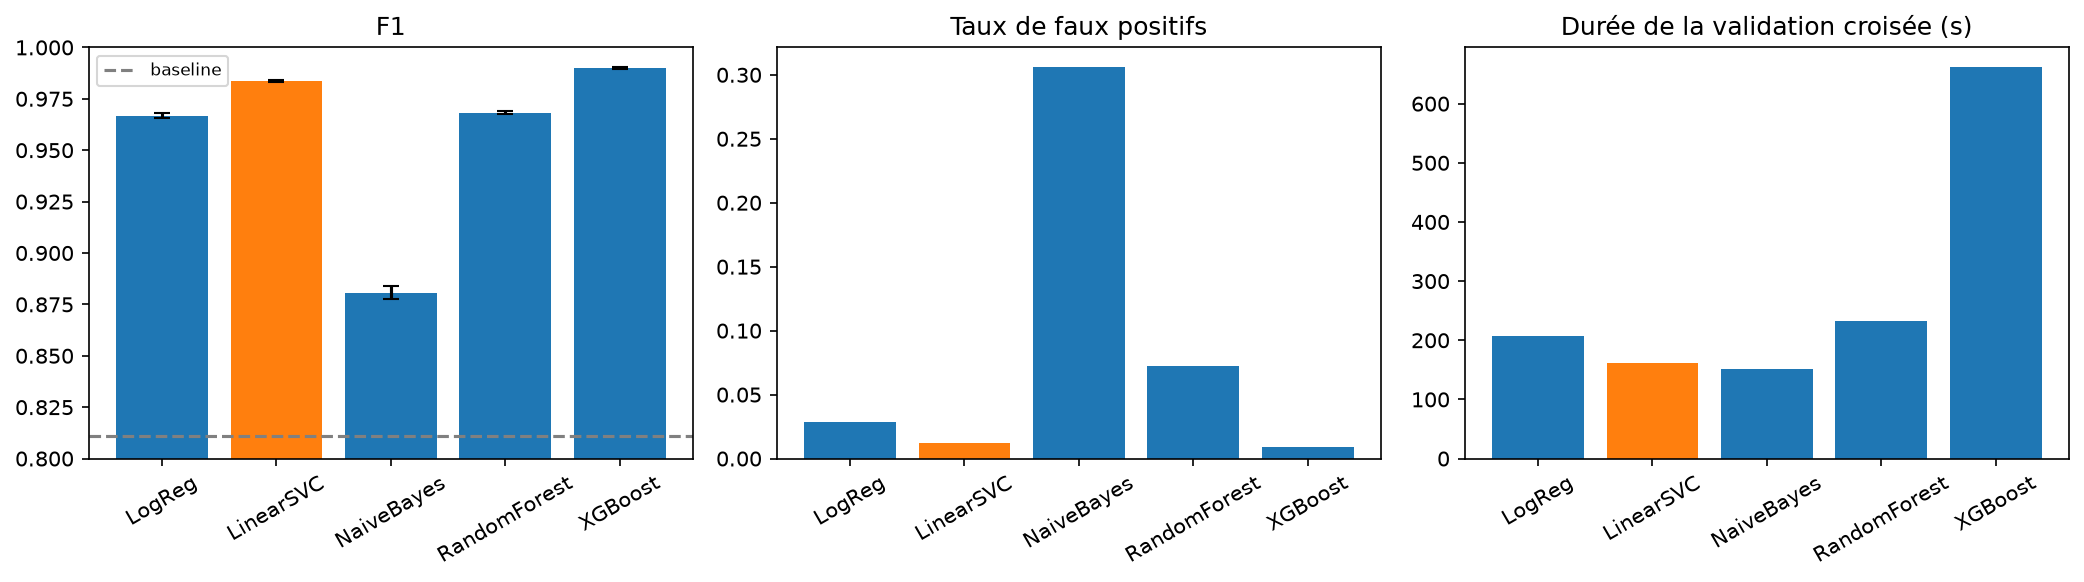 F1
1.000
0.975
0.950
0.925
0.900
0.875
0.850
0.825
0.800
baseline
LogReg
LinearSVC
NaiveBayes
RandomForest
XGBoost
Taux de faux positifs
0.30
0.25
0.20
0.15
0.10
0.05
0.00
LogReg
LinearSVC
NaiveBayes
RandomForest
XGBoost
Durée de la validation croisée (s)
600
500
400
300
200
100
0
LogReg
LinearSVC
NaiveBayes
RandomForest
XGBoost